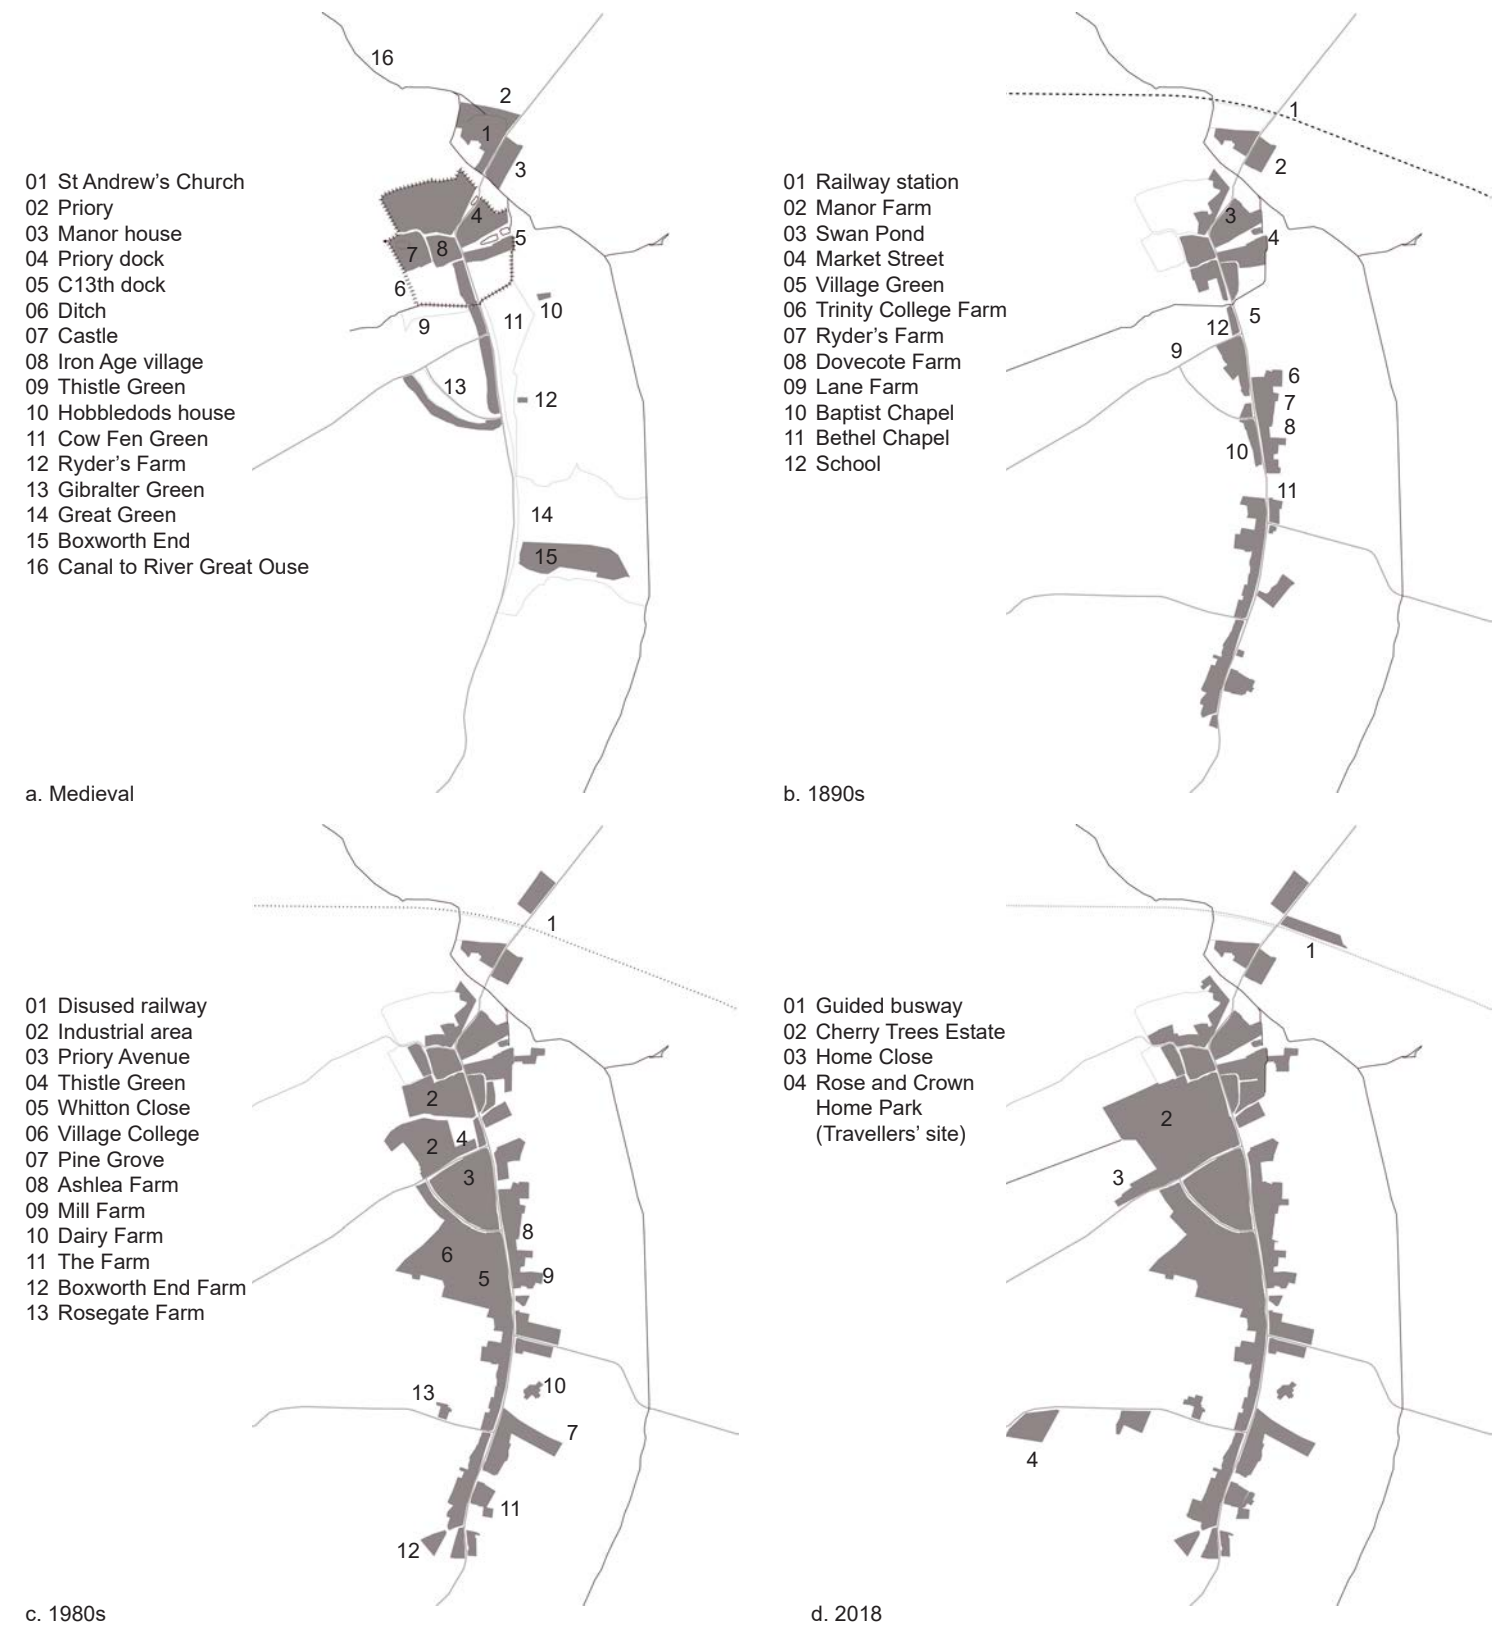 01 St Andrew's Church
02 Priory
03 Manor house
04 Priory dock
05 C13th dock
06 Ditch
07 Castle
08 Iron Age village
09 Thistle Green
10 Hobbledods house
11 Cow Fen Green
12 Ryder's Farm
13 Gibralter Green
14 Great Green
15 Boxworth End
16 Canal to River Great Ouse
16
2
1
3
4
5
7
8
6
10
9
11
13
12
14
15
a. Medieval
01 Railway station
02 Manor Farm
03 Swan Pond
04 Market Street
05 Village Green
06 Trinity College Farm
07 Ryder's Farm
08 Dovecote Farm
09 Lane Farm
10 Baptist Chapel
11 Bethel Chapel
12 School
1
2
3
4
5
12
9
6
7
8
10
11
b. 1890s
01 Disused railway
02 Industrial area
03 Priory Avenue
04 Thistle Green
05 Whitton Close
06 Village College
07 Pine Grove
08 Ashlea Farm
09 Mill Farm
10 Dairy Farm
11 The Farm
12 Boxworth End Farm
13 Rosegate Farm
1
2
2
4
3
8
6
5
9
10
13
7
11
12
c. 1980s
01 Guided busway
02 Cherry Trees Estate
03 Home Close
04 Rose and Crown
Home Park
(Travellers' site)
1
2
3
4
d. 2018